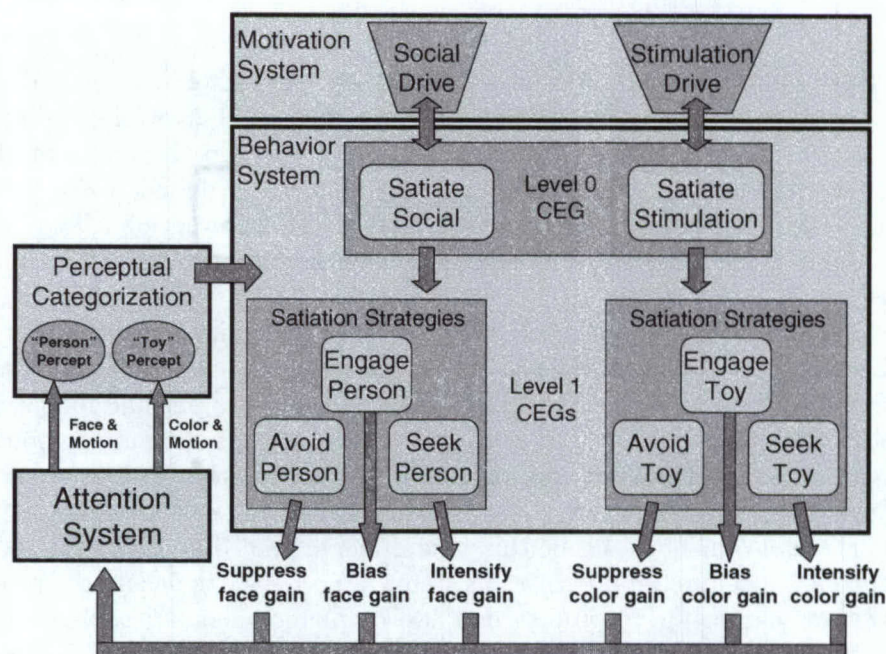 Motivation
System
Social
Drive
Stimulation
Drive
Behavior
System
Level 0
CEG
Satiate
Social
Satiate
Stimulation
Perceptual
Categorization
"Person"
Percept
"Toy"
Percept
Face &
Motion
Color &
Motion
Attention
System
Satiation Strategies
Engage
Person
Avoid
Person
Seek
Person
Level 1
CEGs
Satiation Strategies
Engage
Toy
Avoid
Toy
Seek
Toy
Suppress
face gain
Bias
face gain
Intensify
face gain
Suppress
color gain
Bias
color gain
Intensify
color gain